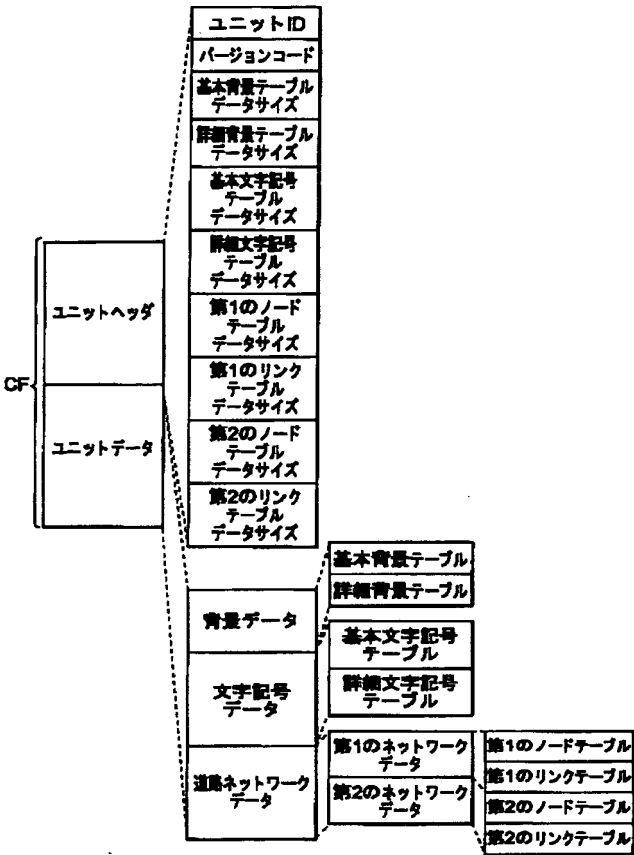 ユニットID
バージョンコード
基本背景テーブル
データサイズ
詳細背景テーブル
データサイズ
基本文字記号
テーブル
データサイズ
詳細文字記号
テーブル
データサイズ
第1のノード
テーブル
データサイズ
第1のリンク
テーブル
データサイズ
第2のノード
テーブル
データサイズ
第2のリンク
テーブル
データサイズ
CF
ユニットヘッダ
ユニットデータ
背景データ
文字記号
データ
道路ネットワーク
データ
基本背景テーブル
詳細背景テーブル
基本文字記号
テーブル
詳細文字記号
テーブル
第1のネットワーク
データ
第2のネットワーク
データ
第1のノードテーブル
第1のリンクテーブル
第2のノードテーブル
第2のリンクテーブル